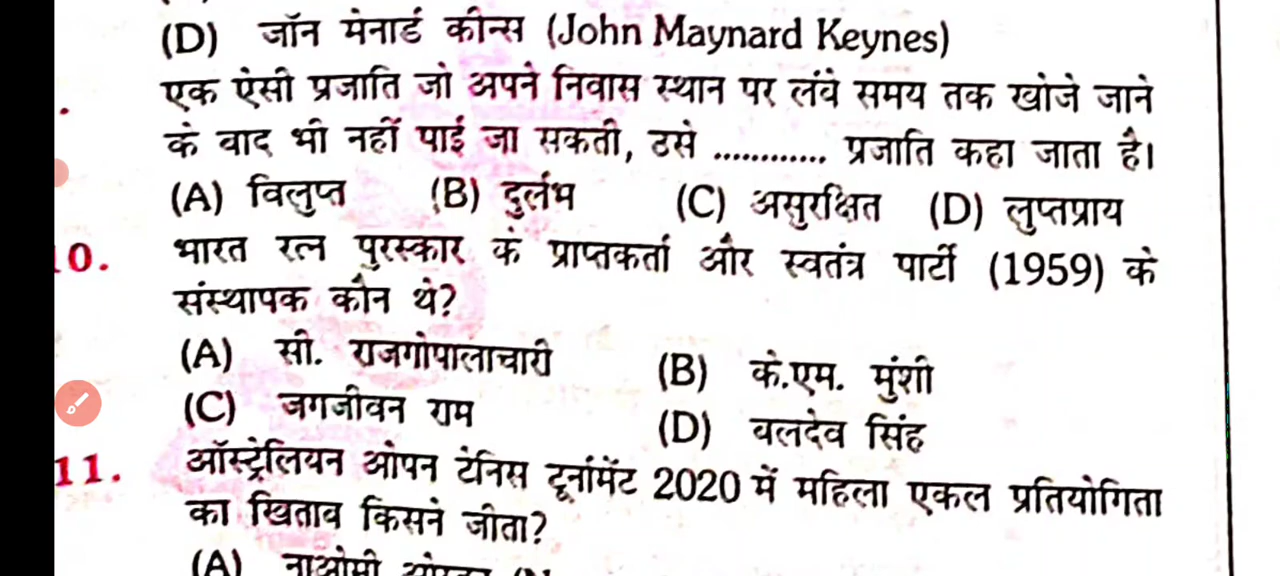 (D) जॉन मेनार्ड कीन्स (John Maynard Keynes)
एक ऐसी प्रजाति जो अपने निवास स्थान पर लंबे समय तक खोजे जाने
के बाद भी नहीं पाई जा सकती, उसे ............ प्रजाति कहा जाता है।
(A) विलुप्त (B) दुर्लभ (C) असुरक्षित (D) लुप्तप्राय
10. भारत रत्न पुरस्कार के प्राप्तकर्ता और स्वतंत्र पार्टी (1959) के
संस्थापक कौन थे?
(A) सी. राजगोपालाचारी (B) के.एम. मुंशी
(C) जगजीवन राम (D) बलदेव सिंह
11. ऑस्ट्रेलियन ओपन टेनिस टूर्नामेंट 2020 में महिला एकल प्रतियोगिता
का खिताब किसने जीता?
(A) नाओमी